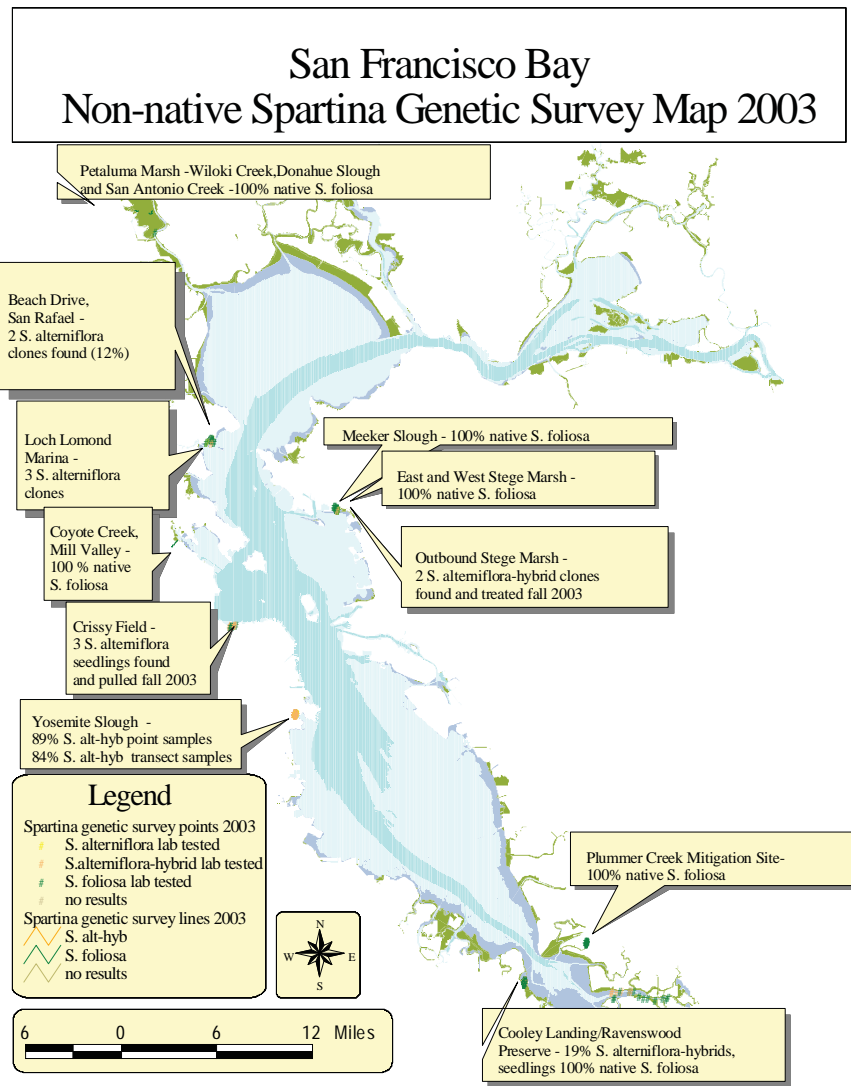 San Francisco Bay
Non-native Spartina Genetic Survey Map 2003
Petaluma Marsh -Wiloki Creek,Donahue Slough
and San Antonio Creek -100% native S. foliosa
Beach Drive,
San Rafael -
2 S. alterniflora
clones found (12%)
Loch Lomond
Marina -
3 S. alterniflora
clones
Meeker Slough - 100% native S. foliosa
East and West Stege Marsh -
100% native S. foliosa
Coyote Creek,
Mill Valley -
100 % native
S. foliosa
Outbound Stege Marsh -
2 S. alterniflora-hybrid clones
found and treated fall 2003
Crissy Field -
3 S. alterniflora
seedlings found
and pulled fall 2003
Yosemite Slough -
89% S. alt-hyb point samples
84% S. alt-hyb transect samples
Legend
Spartina genetic survey points 2003
# S. alterniflora lab tested
# S.alterniflora-hybrid lab tested
# S. foliosa lab tested
# no results
Spartina genetic survey lines 2003
S. alt-hyb
S. foliosa
no results
N
W E
S
Plummer Creek Mitigation Site-
100% native S. foliosa
6 0 6 12 Miles
Cooley Landing/Ravenswood
Preserve - 19% S. alterniflora-hybrids,
seedlings 100% native S. foliosa